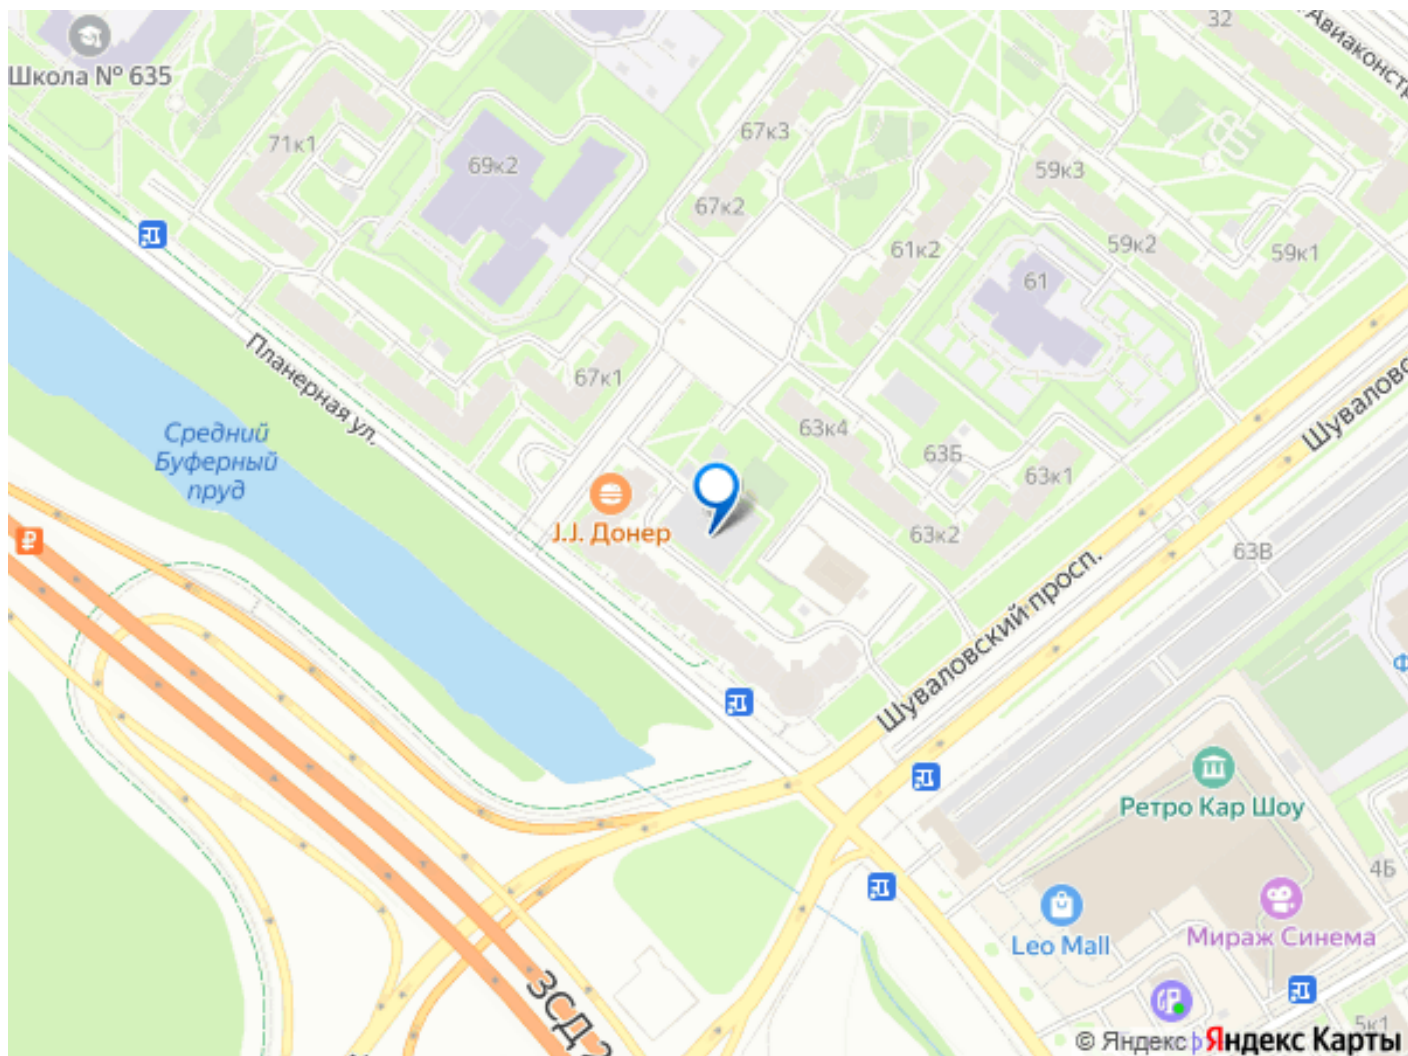 32
Авиаконстр
Школа № 635
71к1
69к2
67к3
67к2
59к3
59к2
59к1
61к2
61
Планерная ул.
67к1
Средний
Буферный
пруд
63к4
63Б
63к1
63к2
Шуваловс
J.J. Донер
63В
Шуваловский просп.
Ф
Ретро Кар Шоу
4Б
Leo Mall
Мираж Синема
ЗСД
5к1
© Яндекс Яндекс Карты